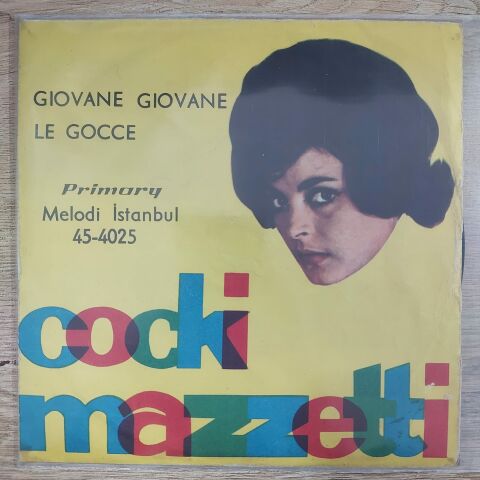 GIOVANE GIOVANE
LE GOCCE
Primary
Melodi İstanbul
45-4025
cocki
mazzetti